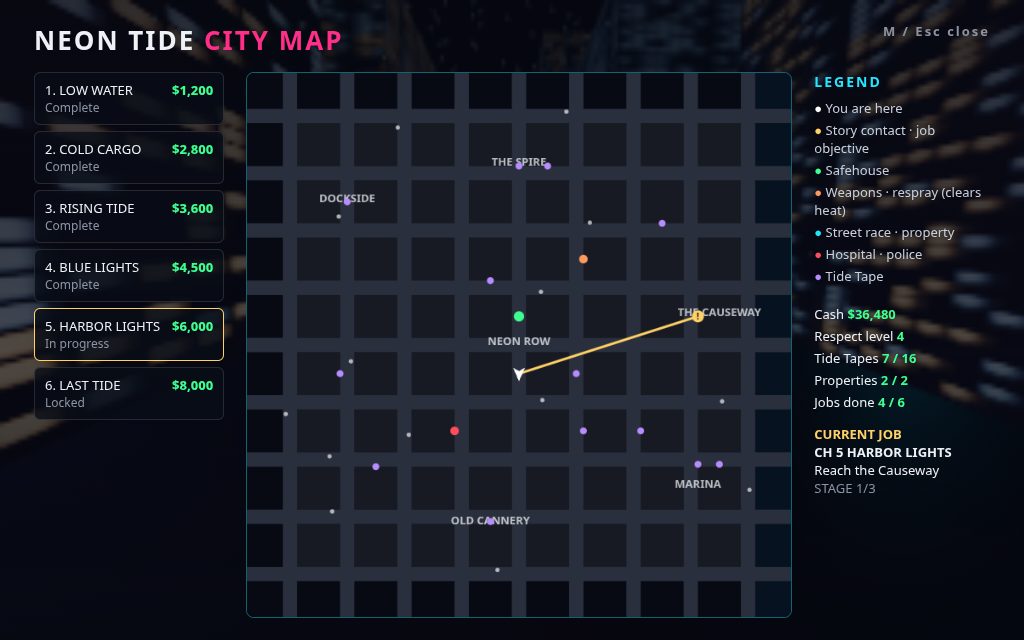 NEON TIDE CITY MAP
M / Esc close
1. LOW WATER $1,200
Complete
2. COLD CARGO $2,800
Complete
3. RISING TIDE $3,600
Complete
4. BLUE LIGHTS $4,500
Complete
5. HARBOR LIGHTS $6,000
In progress
6. LAST TIDE $8,000
Locked
THE SPIRE
DOCKSIDE
THE CAUSEWAY
NEON ROW
MARINA
OLD CANNERY
LEGEND
You are here
Story contact · job
objective
Safehouse
Weapons · respray (clears
heat)
Street race · property
Hospital · police
Tide Tape
Cash $36,480
Respect level 4
Tide Tapes 7 / 16
Properties 2 / 2
Jobs done 4 / 6
CURRENT JOB
CH 5 HARBOR LIGHTS
Reach the Causeway
STAGE 1/3